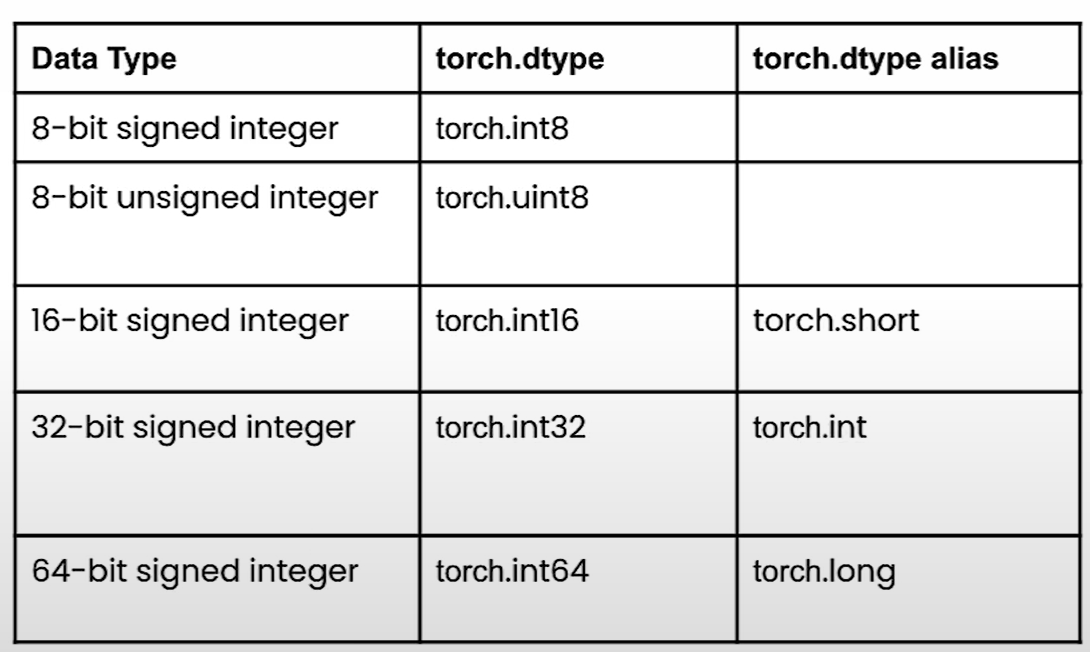 Data Type torch.dtype torch.dtype alias
8-bit signed integer torch.int8
8-bit unsigned integer torch.uint8
16-bit signed integer torch.int16 torch.short
32-bit signed integer torch.int32 torch.int
64-bit signed integer torch.int64 torch.long